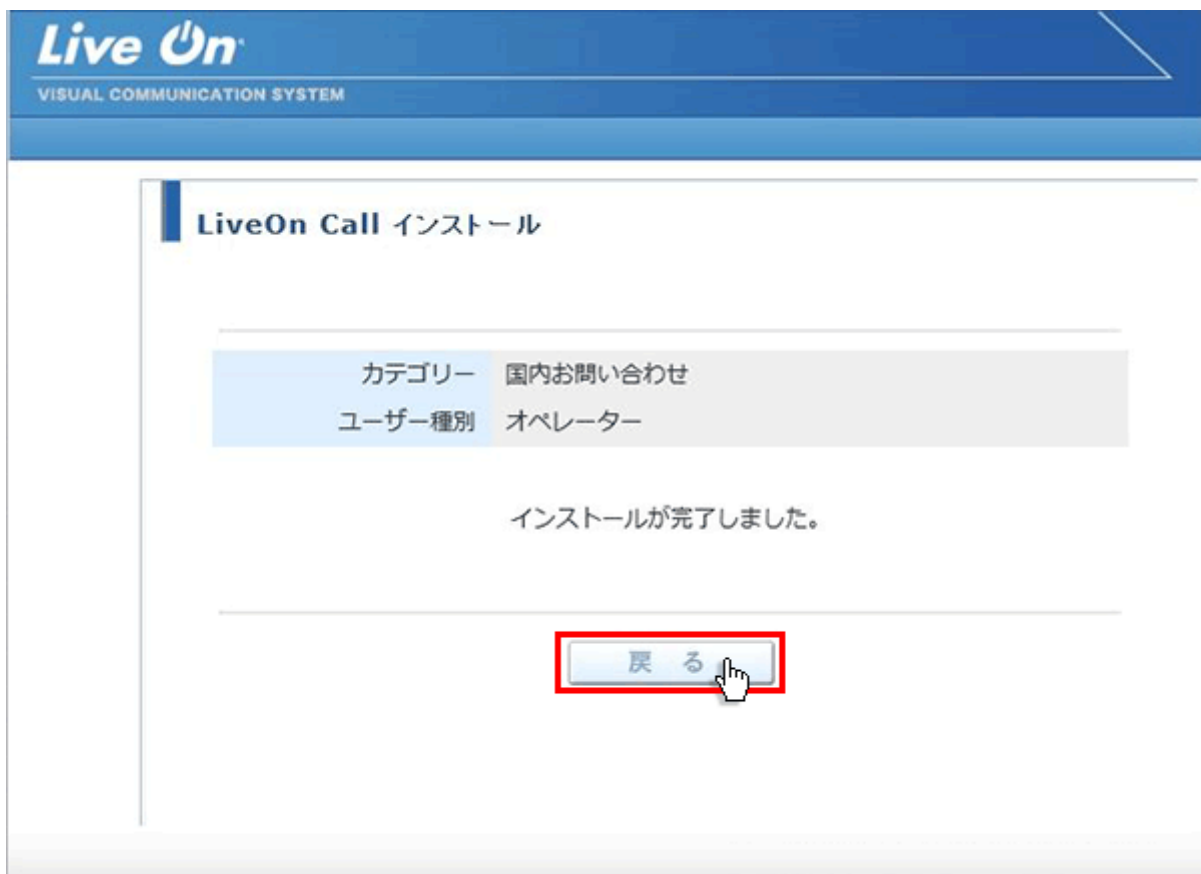 Live On
VISUAL COMMUNICATION SYSTEM
LiveOn Call インストール
カテゴリー 国内お問い合わせ
ユーザー種別 オペレーター
インストールが完了しました。
戻 る